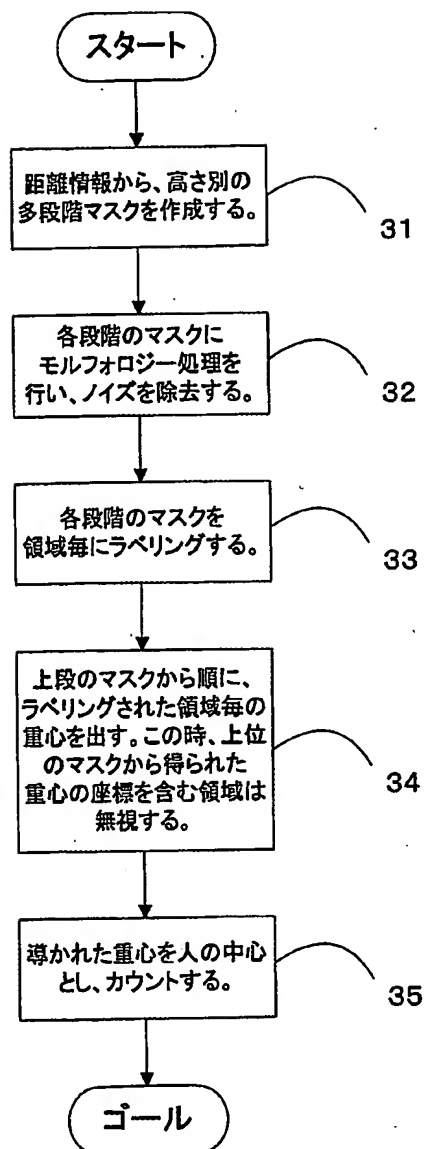 スタート
距離情報から、高さ別の
多段階マスクを作成する。
31
各段階のマスクに
モルフォロジー処理を
行い、ノイズを除去する。
32
各段階のマスクを
領域毎にラベリングする。
33
上段のマスクから順に、
ラベリングされた領域毎の
重心を出す。この時、上位
のマスクから得られた
重心の座標を含む領域は
無視する。
34
導かれた重心を人の中心
とし、カウントする。
35
ゴール